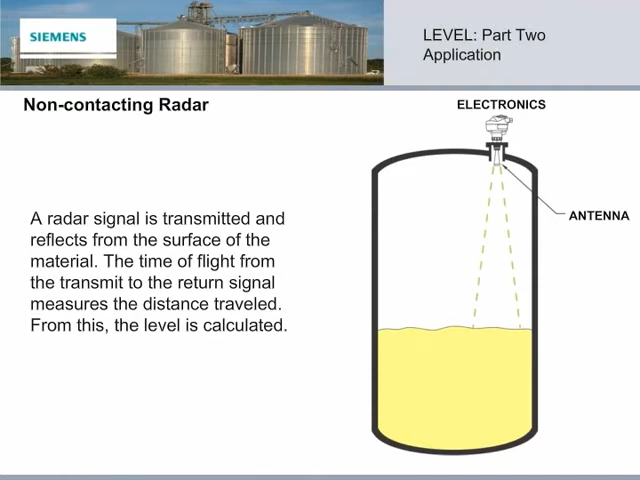 SIEMENS
LEVEL: Part Two
Application
Non-contacting Radar
ELECTRONICS
ANTENNA
A radar signal is transmitted and
reflects from the surface of the
material. The time of flight from
the transmit to the return signal
measures the distance traveled.
From this, the level is calculated.